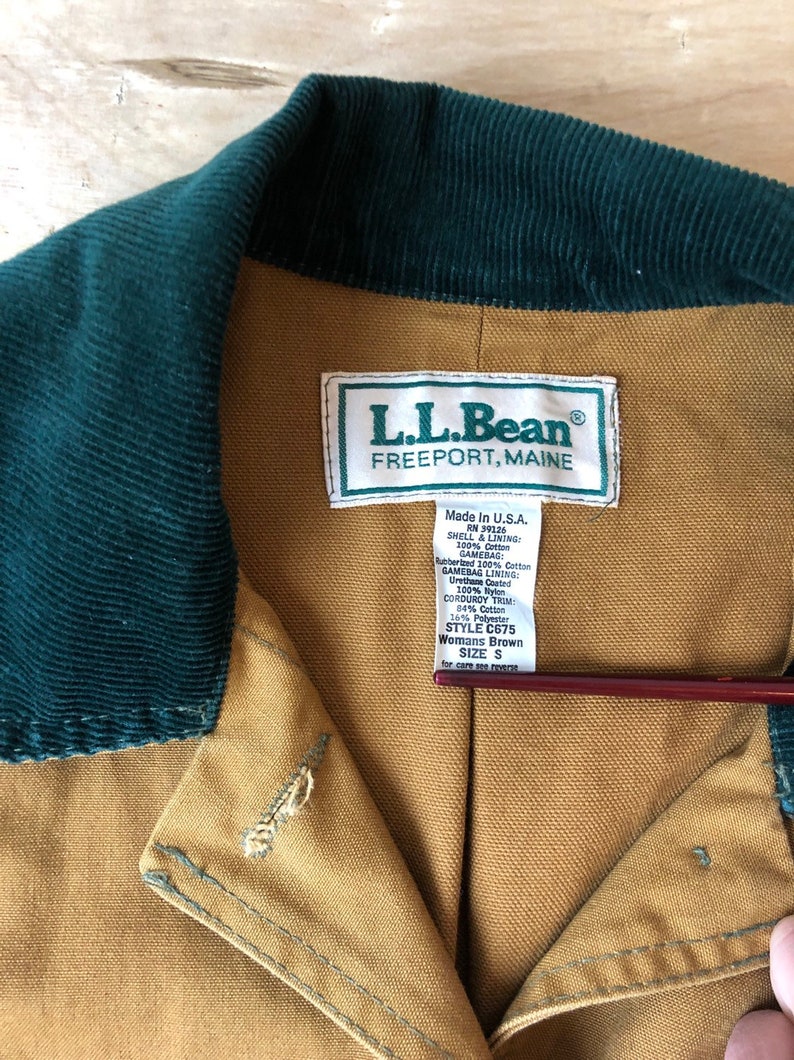 L.L.Bean®
FREEPORT, MAINE
Made In U.S.A.
RN 39126
SHELL & LINING:
100% Cotton
GAMEBAG:
Rubberized 100% Cotton
GAMEBAG LINING:
Urethane Coated
100% Nylon
CORDUROY TRIM:
84% Cotton
16% Polyester
STYLE C675
Womans Brown
SIZE S
for care see reverse